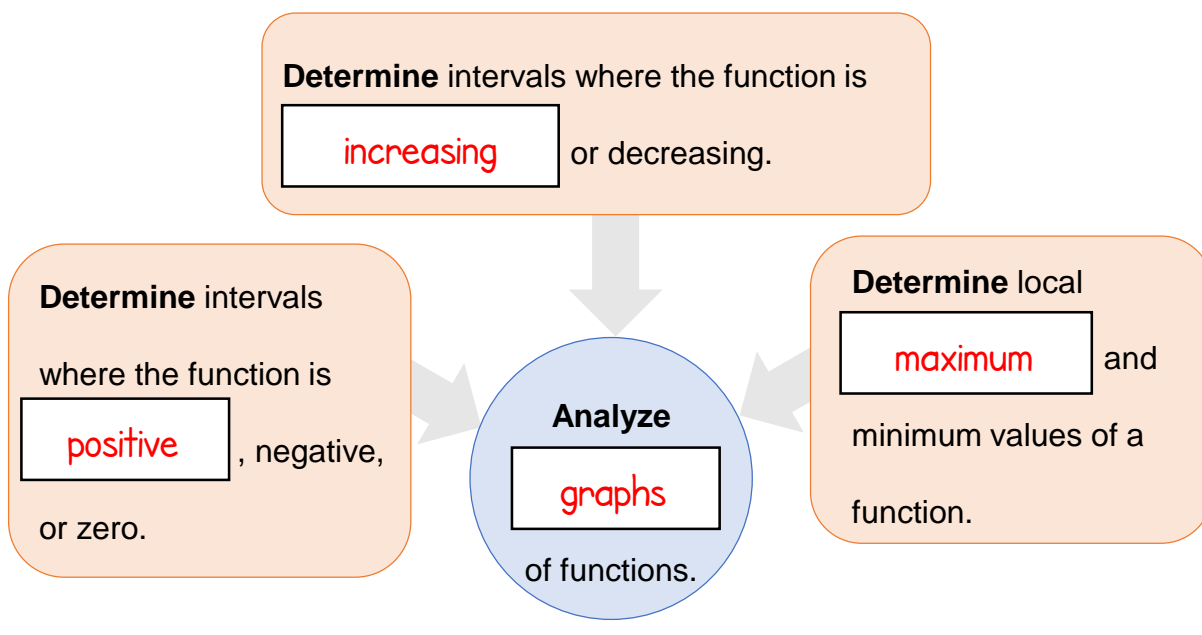 Determine intervals where the function is
increasing or decreasing.
Determine intervals
where the function is
positive , negative,
or zero.
Determine local
maximum and
minimum values of a
function.
Analyze
graphs
of functions.